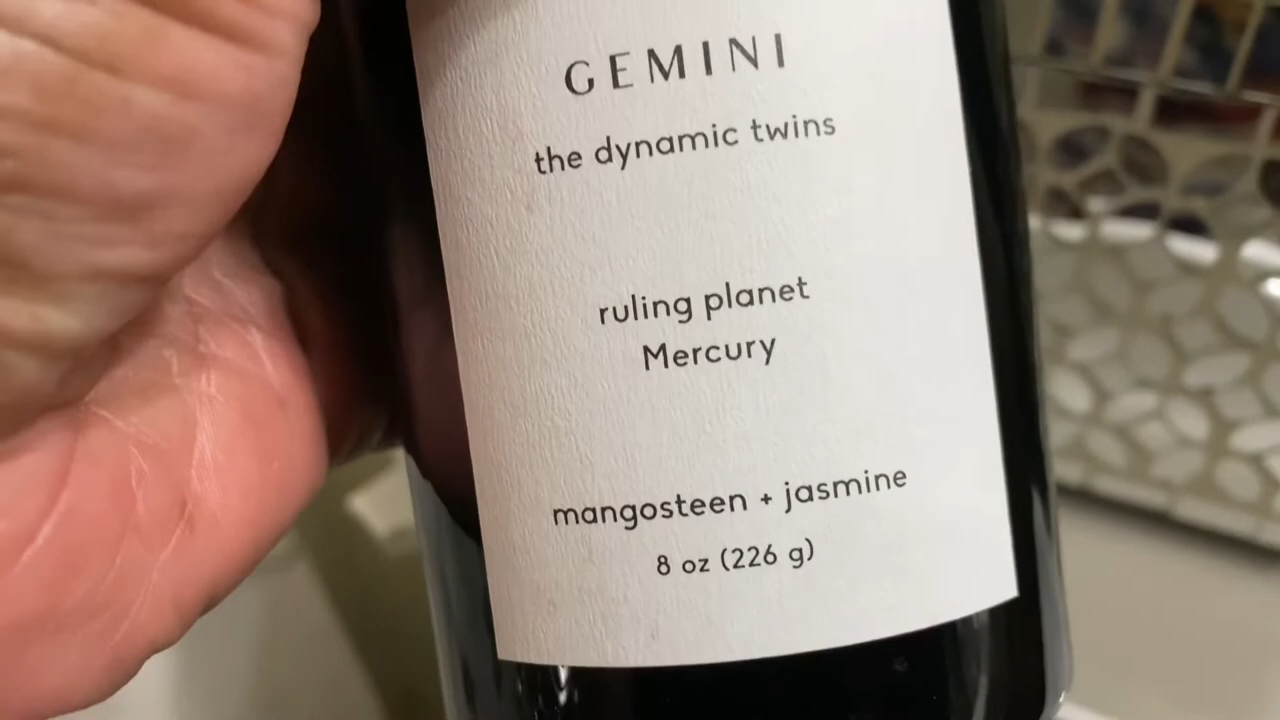 GEMINI
the dynamic twins
ruling planet
Mercury
mangosteen + jasmine
8 oz (226 g)